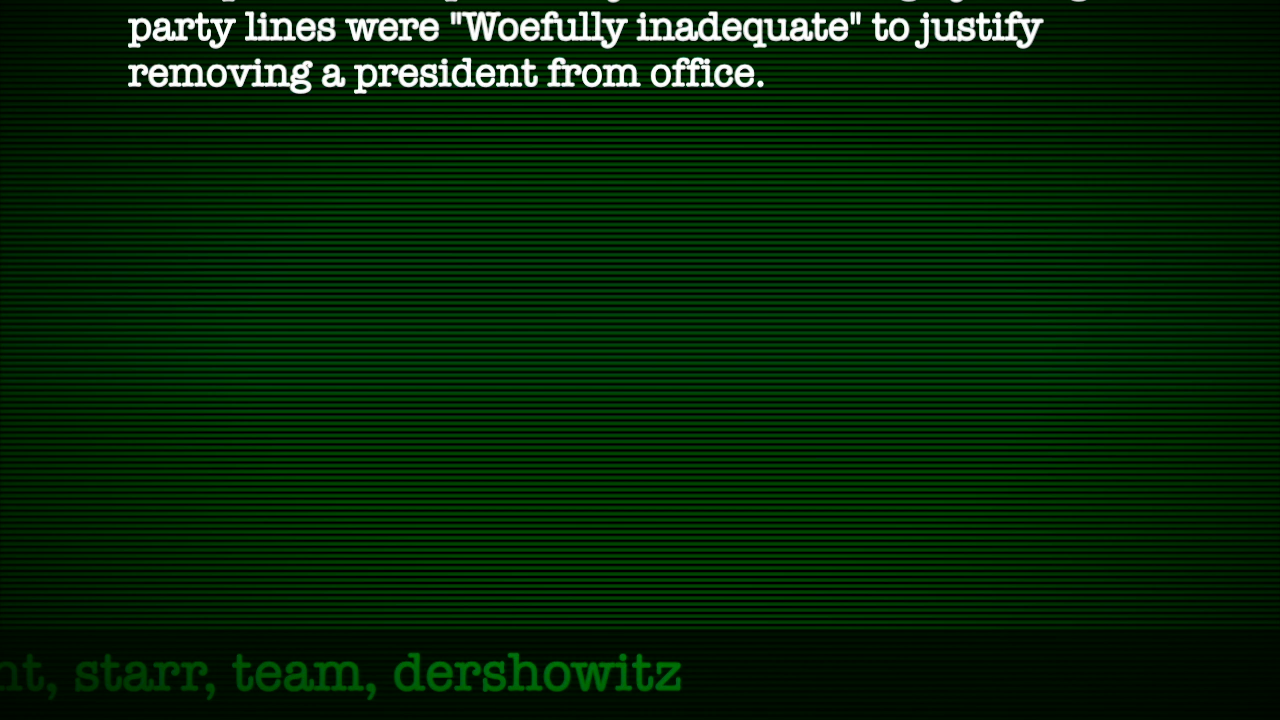 party lines were "Woefully inadequate" to justify
removing a president from office.
starr, team, dershowitz